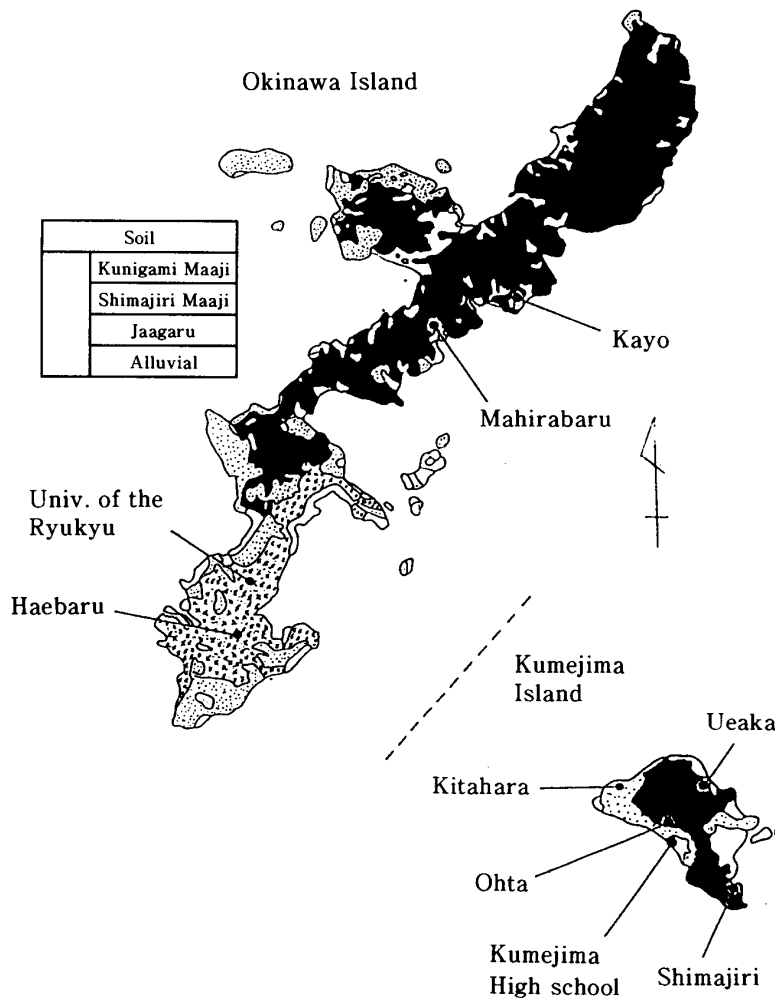 Okinawa Island
Soil
Kunigami Maaji
Shimajiri Maaji
Jaagaru
Alluvial
Kayo
Mahirabaru
Univ. of the
Ryukyu
Haebaru
Kumejima
Island
Ueaka
Kitahara
Ohta
Kumejima
High school
Shimajiri